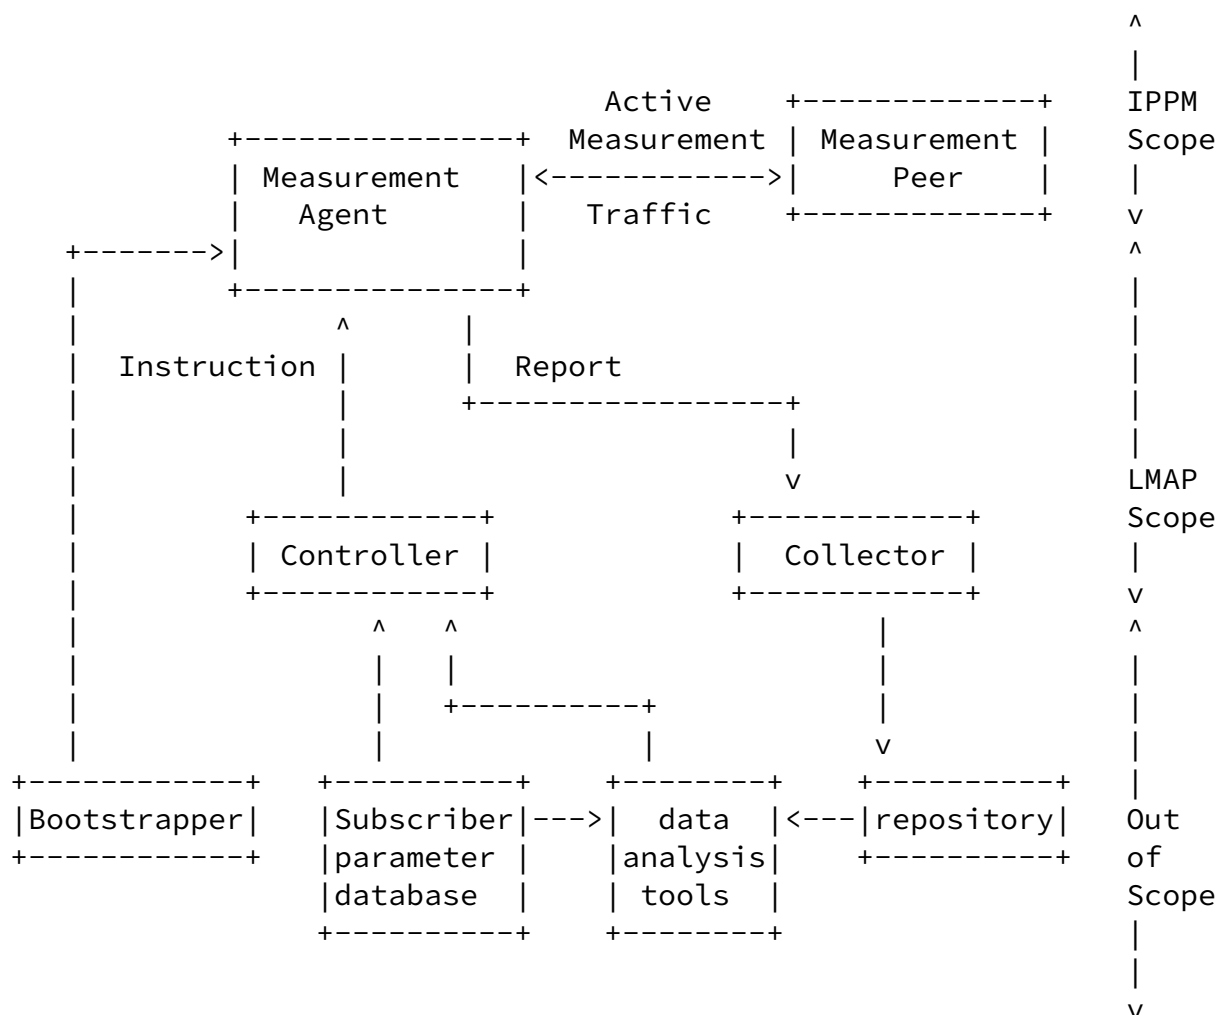 IPPM
Scope
Active
Measurement
Traffic
Measurement
Peer
Measurement
Agent
Instruction
Report
LMAP
Scope
Controller
Collector
Bootstrapper
Subscriber
parameter
database
data
analysis
tools
repository
Out
of
Scope